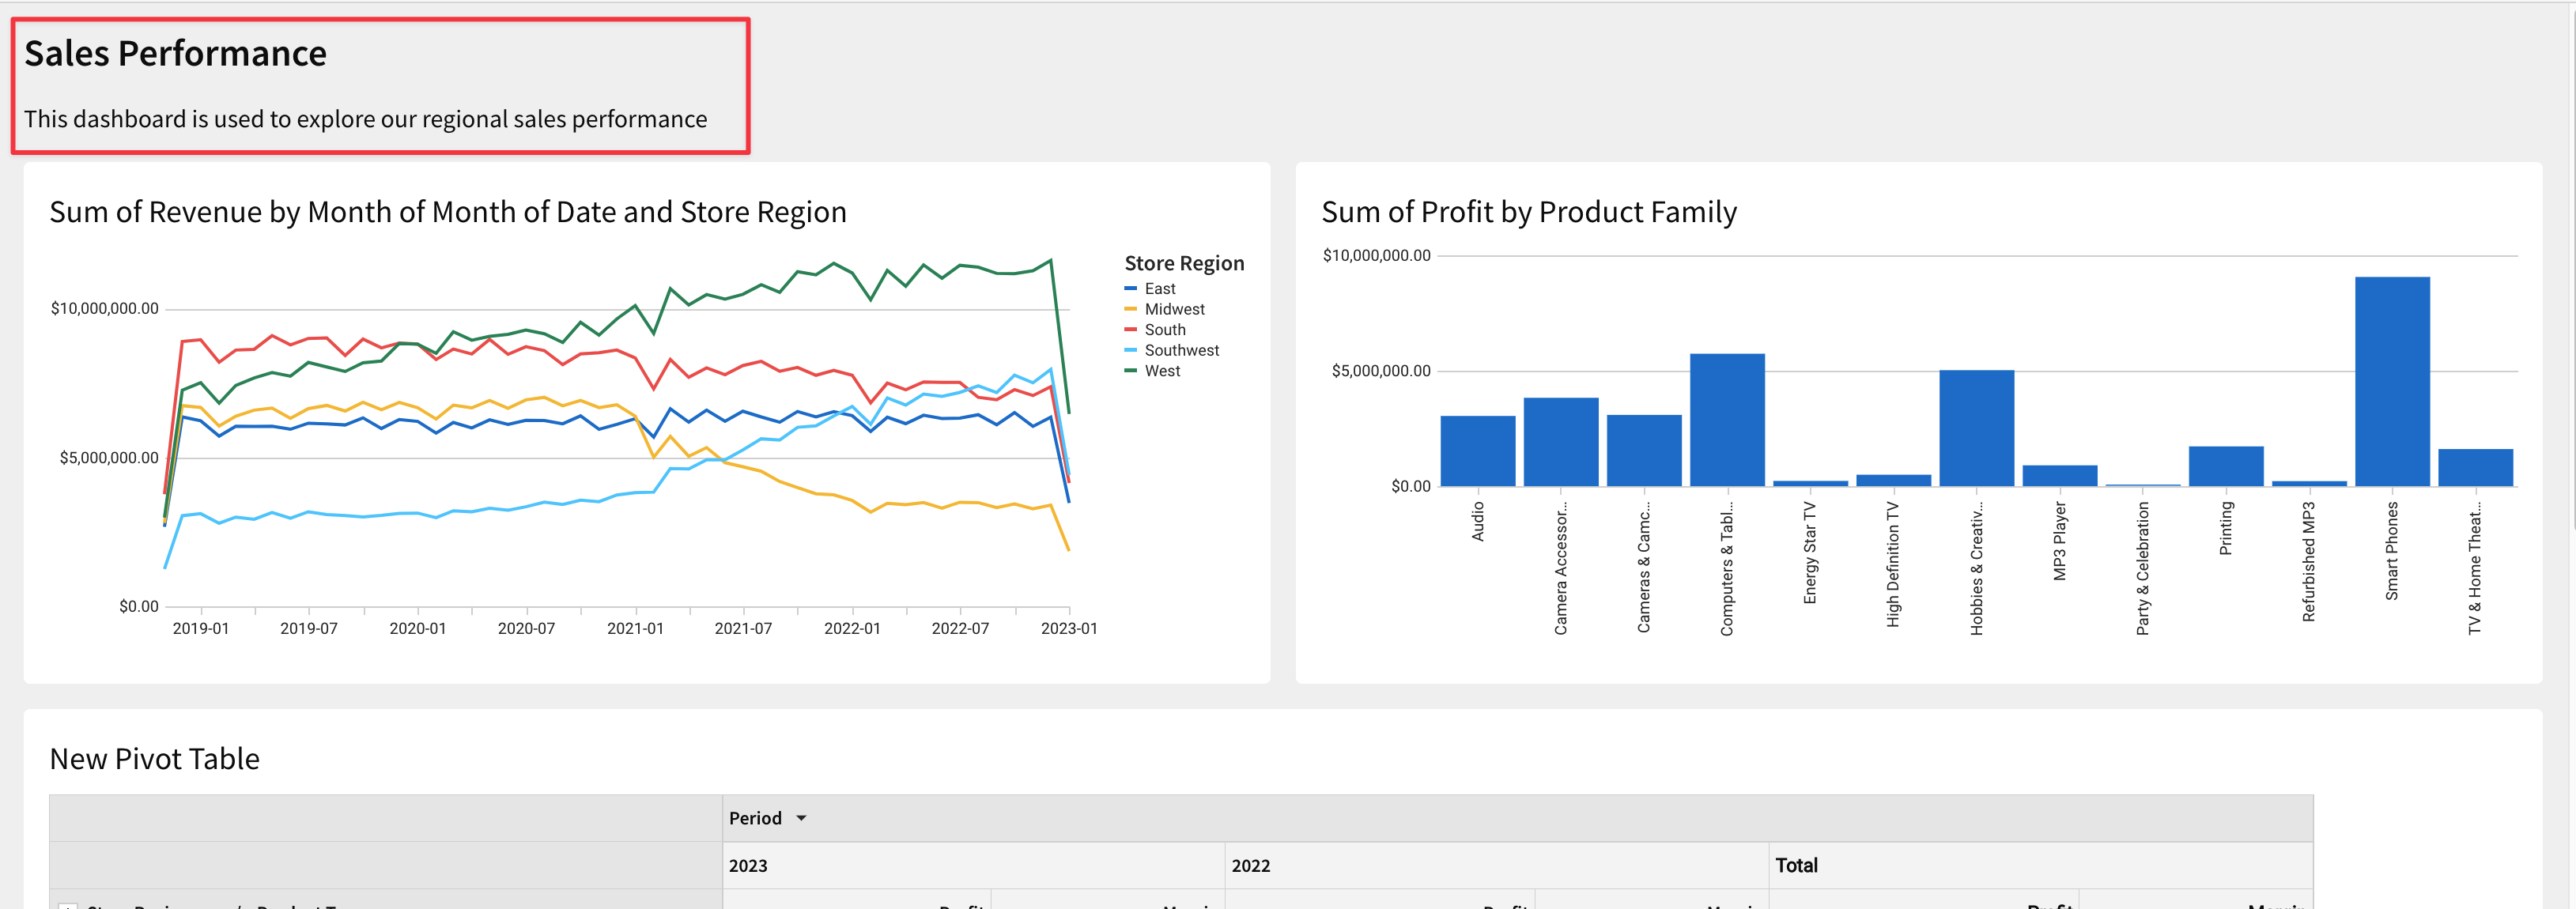 Sales Performance
This dashboard is used to explore our regional sales performance
Sum of Revenue by Month of Month of Date and Store Region
$10,000,000.00
$5,000,000.00
$0.00
2019-01
2019-07
2020-01
2020-07
2021-01
2021-07
2022-01
2022-07
2023-01
Store Region
East
Midwest
South
Southwest
West
Sum of Profit by Product Family
$10,000,000.00
$5,000,000.00
$0.00
Audio
Camera Accessor...
Cameras & Camc...
Computers & Tabl...
Energy Star TV
High Definition TV
Hobbies & Creativ...
MP3 Player
Party & Celebration
Printing
Refurbished MP3
Smart Phones
TV & Home Theat...
New Pivot Table
Period
2023
2022
Total